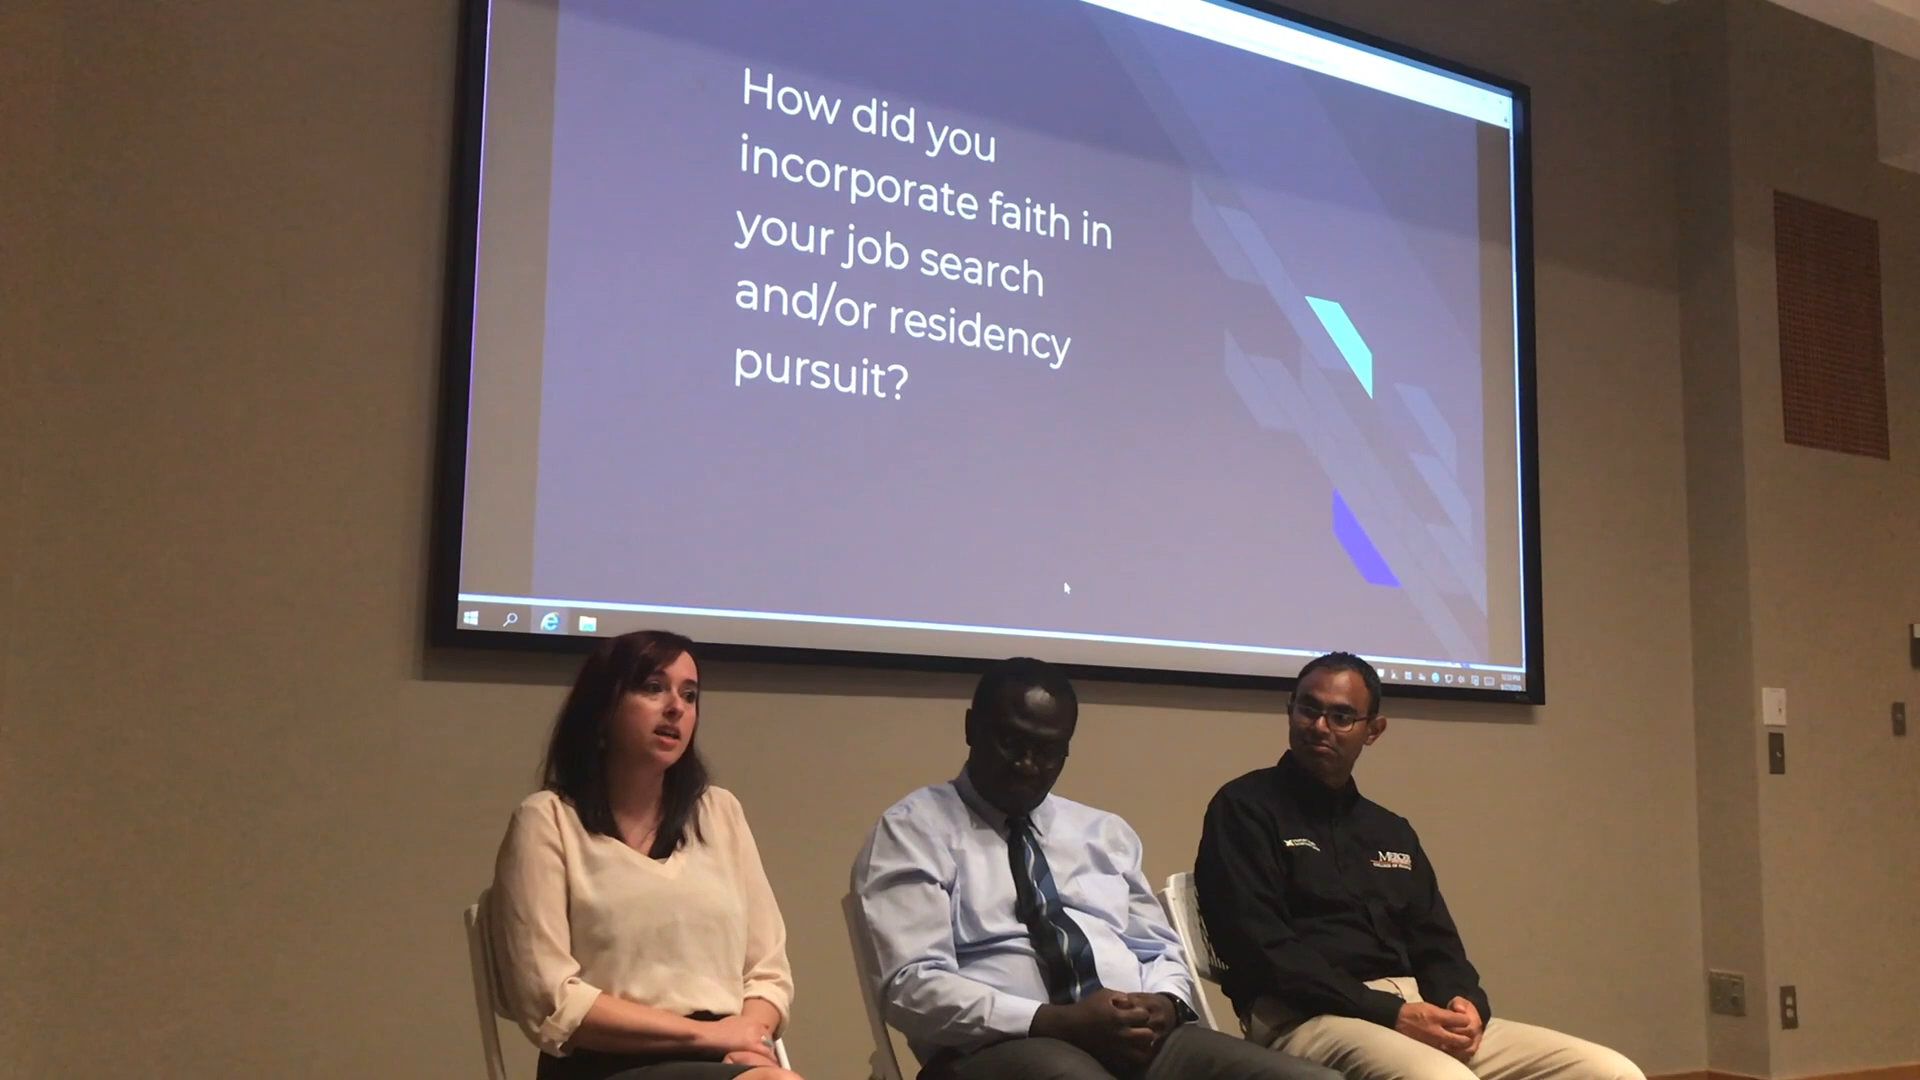 How did you
incorporate faith in
your job search
and/or residency
pursuit?
MERCER